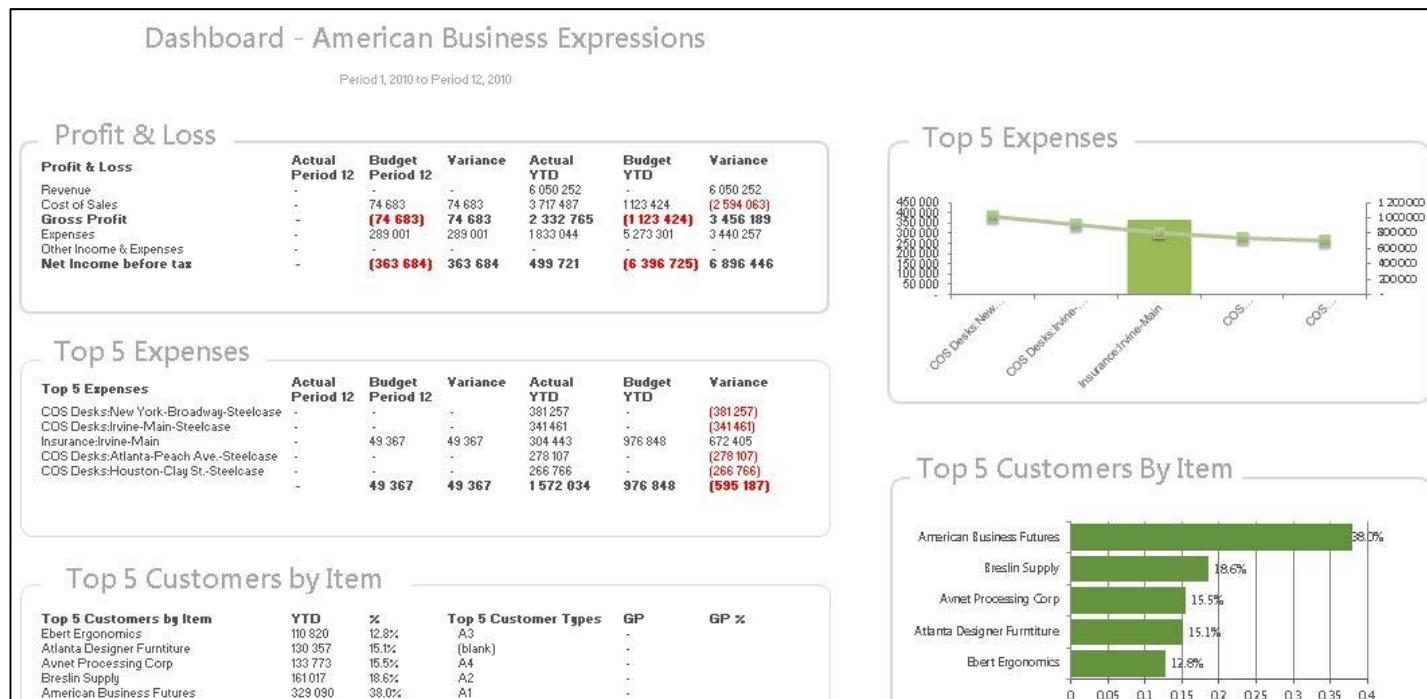 Dashboard - American Business Expressions
Period 1, 2010 to Period 12, 2010
Profit & Loss
Profit & Loss Actual Period 12 Budget Period 12 Variance Actual YTD Budget YTD Variance
Revenue - - - 6 050 252 - 6 050 252
Cost of Sales - 74 683 74 683 3 717 487 1 123 424 (2 594 063)
Gross Profit - (74 683) 74 683 2 332 765 (1 123 424) 3 456 189
Expenses - 289 001 289 001 1 833 044 5 273 301 3 440 257
Other Income & Expenses - - - - - -
Net Income before tax - (363 684) 363 684 499 721 (6 396 725) 6 896 446
Top 5 Expenses
Top 5 Expenses Actual Period 12 Budget Period 12 Variance Actual YTD Budget YTD Variance
COS Desks:New York-Broadway-Steelcase - - - 381 257 - (381 257)
COS Desks:Irvine-Main-Steelcase - - - 341 461 - (341 461)
Insurance:Irvine-Main - 49 367 49 367 304 443 976 848 672 405
COS Desks:Atlanta-Peach Ave.-Steelcase - - - 278 107 - (278 107)
COS Desks:Houston-Clay St.-Steelcase - - - 266 766 - (266 766)
- 49 367 49 367 1 572 034 976 848 (595 187)
Top 5 Customers by Item
Top 5 Customers by Item YTD % Top 5 Customer Types GP GP %
Ebert Ergonomics 110 820 12.8% A3 -
Atlanta Designer Furntiture 130 357 15.1% (blank) -
Avnet Processing Corp 133 773 15.5% A4 -
Breslin Supply 161 017 18.6% A2 -
American Business Futures 329 090 38.0% A1 -
Top 5 Expenses
450 000
400 000
350 000
300 000
250 000
200 000
150 000
100 000
50 000
-
1 200 000
1 000 000
800 000
600 000
400 000
200 000
-
COS Desks:New...
COS Desks:Irvine-...
Insurance:Irvine-Main
COS...
COS...
Top 5 Customers By Item
American Business Futures 38.0%
Breslin Supply 18.6%
Avnet Processing Corp 15.5%
Atlanta Designer Furntiture 15.1%
Ebert Ergonomics 12.8%
0 0.05 0.1 0.15 0.2 0.25 0.3 0.35 0.4